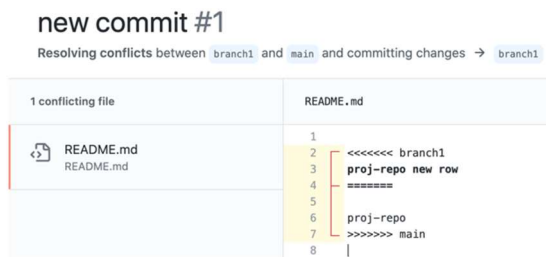 new commit #1
Resolving conflicts between branch1 and main and committing changes → branch1
1 conflicting file
README.md
README.md
README.md
1
2 <<<<<<< branch1
3 proj-repo new row
4 =======
5
6 proj-repo
7 >>>>>>> main
8